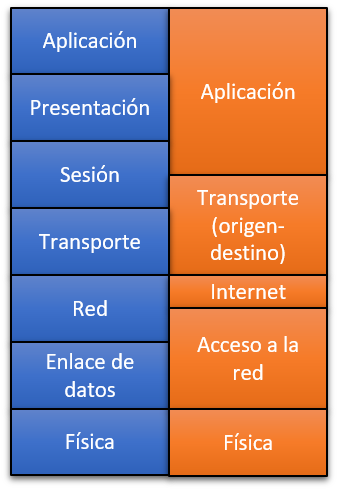 Aplicación
Presentación
Sesión
Transporte
Red
Enlace de
datos
Física
Aplicación
Transporte
(origen-
destino)
Internet
Acceso a la
red
Física